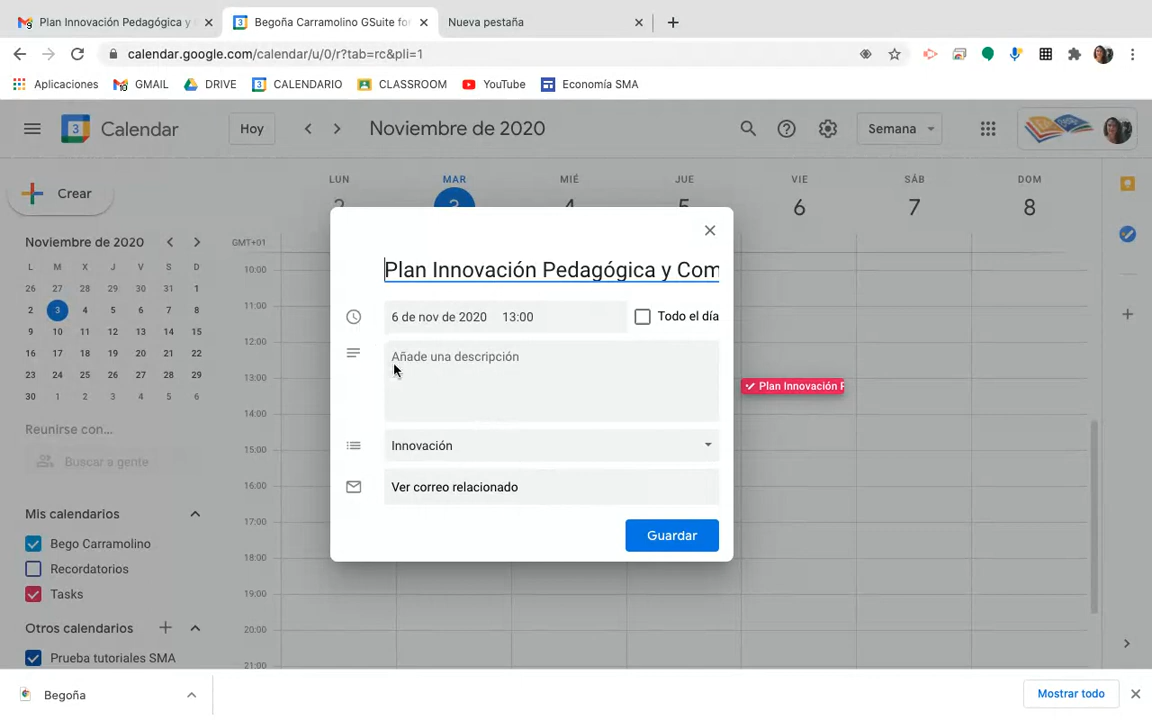 Plan Innovación Pedagógica y
Begoña Carramolino GSuite fo
Nueva pestaña
calendar.google.com/calendar/u/0/r?tab=rc&pli=1
Aplicaciones
GMAIL
DRIVE
CALENDARIO
CLASSROOM
YouTube
Economía SMA
Calendar
Hoy
Noviembre de 2020
Semana
Crear
LUN
MAR
MIÉ
JUE
VIE
SÁB
DOM
2
3
4
5
6
7
8
Noviembre de 2020
L M X J V S D
26 27 28 29 30 31 1
2 3 4 5 6 7 8
9 10 11 12 13 14 15
16 17 18 19 20 21 22
23 24 25 26 27 28 29
30 1 2 3 4 5 6
GMT+01
10:00
11:00
12:00
13:00
14:00
15:00
16:00
17:00
18:00
19:00
20:00
21:00
Plan Innovación P
Plan Innovación Pedagógica y Com
6 de nov de 2020 13:00
Todo el día
Añade una descripción
Innovación
Ver correo relacionado
Guardar
Reunirse con...
Buscar a gente
Mis calendarios
Bego Carramolino
Recordatorios
Tasks
Otros calendarios
Prueba tutoriales SMA
Begoña
Mostrar todo